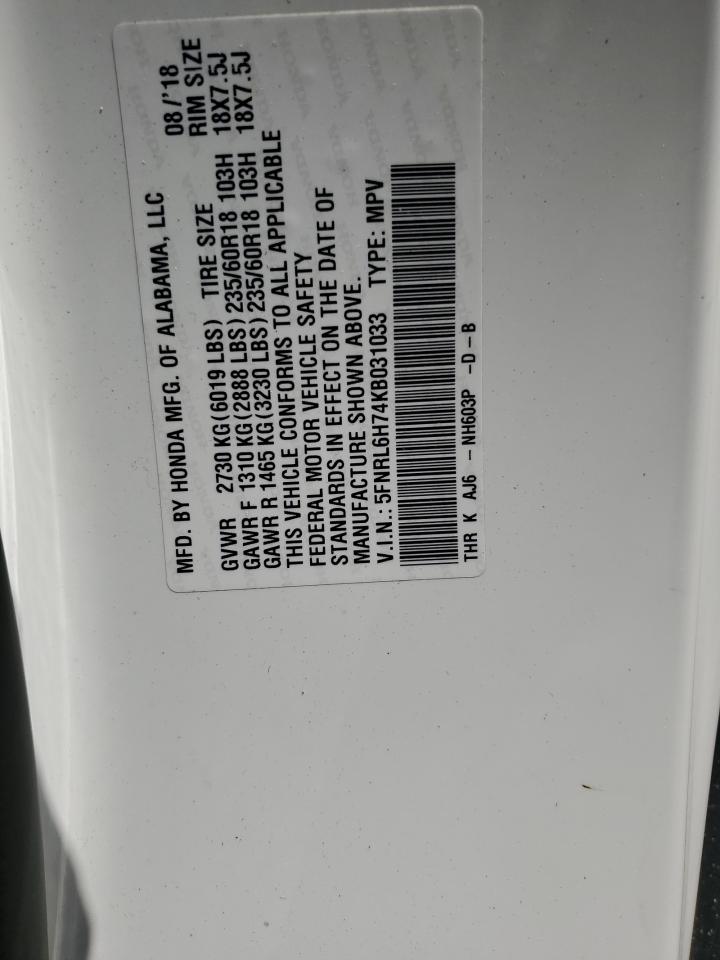 MFD. BY HONDA MFG. OF ALABAMA, LLC 08/'18
GVWR 2730 KG(6019 LBS) TIRE SIZE RIM SIZE
GAWR F 1310 KG(2888 LBS) 235/60R18 103H 18X7.5J
GAWR R 1465 KG(3230 LBS) 235/60R18 103H 18X7.5J
THIS VEHICLE CONFORMS TO ALL APPLICABLE
FEDERAL MOTOR VEHICLE SAFETY
STANDARDS IN EFFECT ON THE DATE OF
MANUFACTURE SHOWN ABOVE.
V.I.N.: 5FNRL6H74KB031033 TYPE: MPV
THR K AJ6 – NH603P –D–B